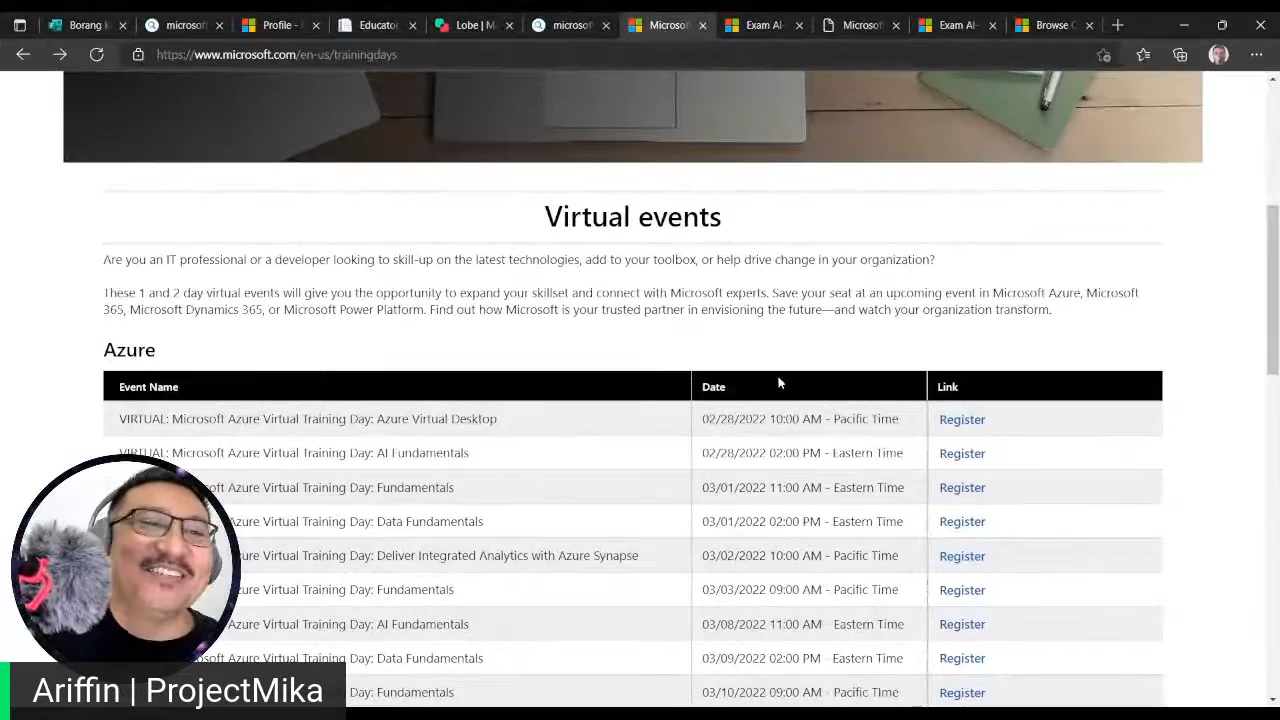 Borang M
microsoft
Profile -
Educator
Lobe | M
microsoft
Microsoft
Exam AI-
Microsoft
Exam AI-
Browse C
https://www.microsoft.com/en-us/trainingdays
Virtual events
Are you an IT professional or a developer looking to skill-up on the latest technologies, add to your toolbox, or help drive change in your organization?
These 1 and 2 day virtual events will give you the opportunity to expand your skillset and connect with Microsoft experts. Save your seat at an upcoming event in Microsoft Azure, Microsoft
365, Microsoft Dynamics 365, or Microsoft Power Platform. Find out how Microsoft is your trusted partner in envisioning the future—and watch your organization transform.
Azure
Event Name Date Link
VIRTUAL: Microsoft Azure Virtual Training Day: Azure Virtual Desktop 02/28/2022 10:00 AM - Pacific Time Register
VIRTUAL: Microsoft Azure Virtual Training Day: AI Fundamentals 02/28/2022 02:00 PM - Eastern Time Register
soft Azure Virtual Training Day: Fundamentals 03/01/2022 11:00 AM - Eastern Time Register
Azure Virtual Training Day: Data Fundamentals 03/01/2022 02:00 PM - Eastern Time Register
Azure Virtual Training Day: Deliver Integrated Analytics with Azure Synapse 03/02/2022 10:00 AM - Pacific Time Register
Azure Virtual Training Day: Fundamentals 03/03/2022 09:00 AM - Pacific Time Register
Azure Virtual Training Day: AI Fundamentals 03/08/2022 11:00 AM - Eastern Time Register
Azure Virtual Training Day: Data Fundamentals 03/09/2022 02:00 PM - Eastern Time Register
Day: Fundamentals 03/10/2022 09:00 AM - Pacific TIme Register
Ariffin | ProjectMika